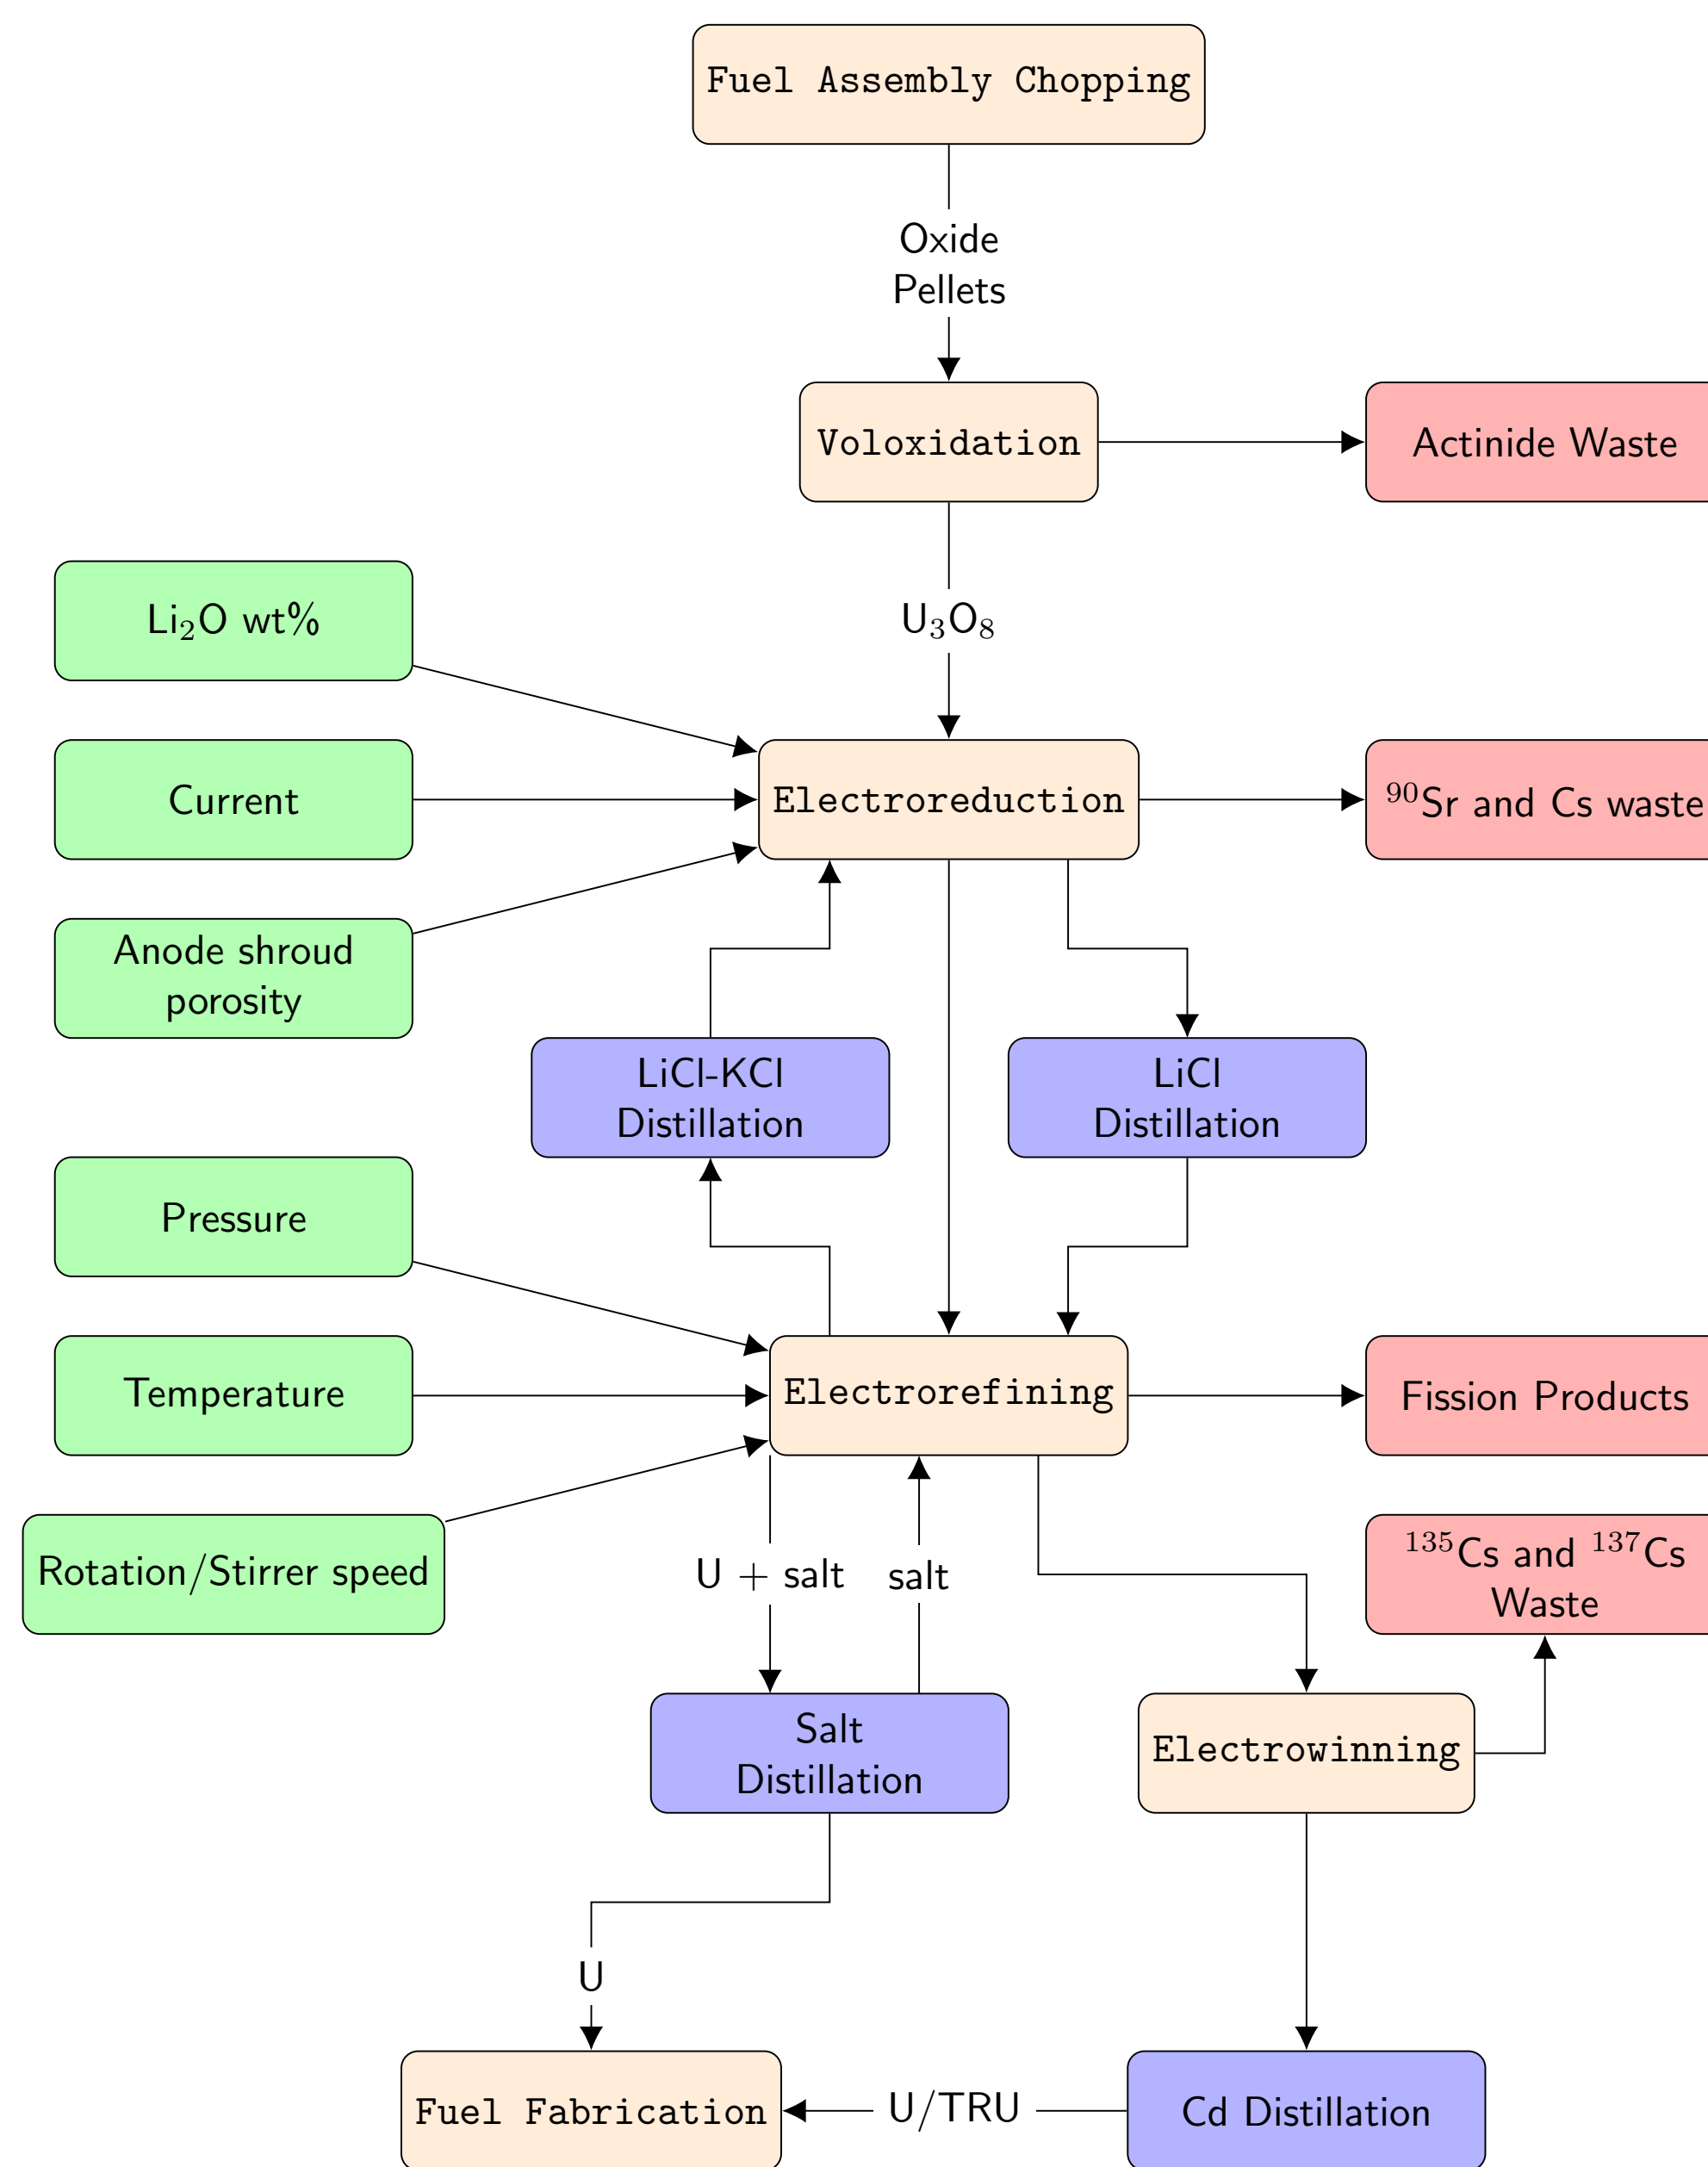 Fuel Assembly Chopping
Oxide
Pellets
Voloxidation
Actinide Waste
Li₂O wt%
U₃O₈
Current
Electroreduction
⁹⁰Sr and Cs waste
Anode shroud
porosity
LiCl-KCl
Distillation
LiCl
Distillation
Pressure
Temperature
Electrorefining
Fission Products
Rotation/Stirrer speed
U + salt
salt
¹³⁵Cs and ¹³⁷Cs
Waste
Salt
Distillation
Electrowinning
U
Fuel Fabrication
U/TRU
Cd Distillation